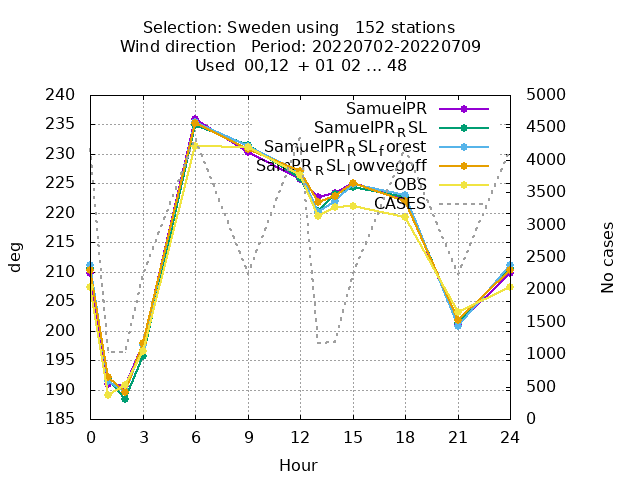 Selection: Sweden using   152 stations
Wind direction   Period: 20220702-20220709
Used  00,12  + 01 02 ... 48
240
235
230
225
220
215
210
205
200
195
190
185
deg
5000
4500
4000
3500
3000
2500
2000
1500
1000
500
0
No cases
SamuelPR
SamuelPR_RSL
SamuelPR_RSL_forest
SamPR_RSL_lowvegoff
OBS
CASES
0 3 6 9 12 15 18 21 24
Hour